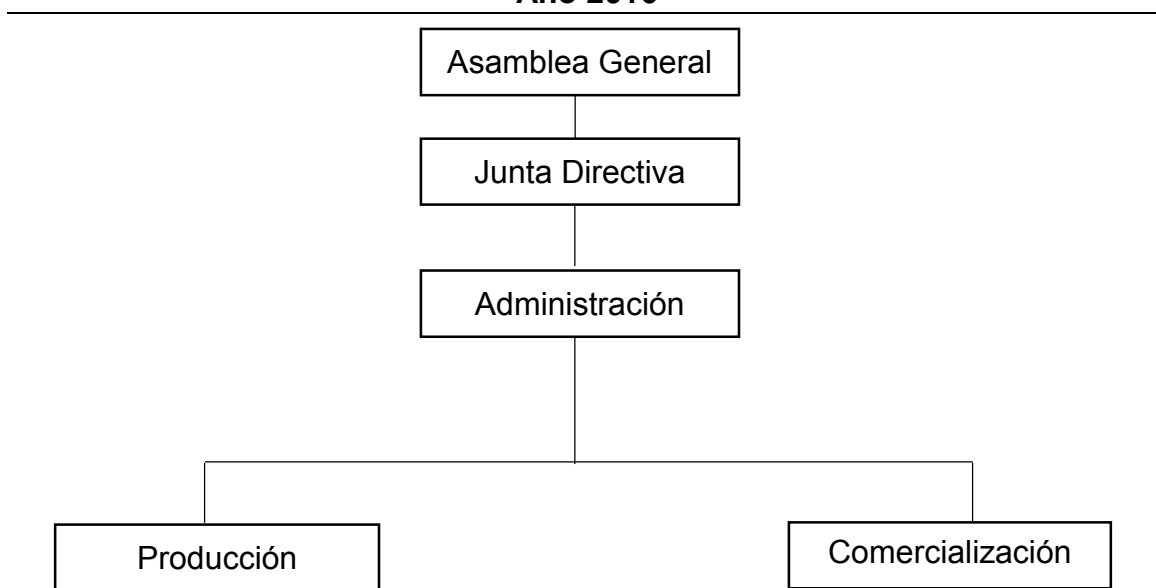 Asamblea General
Junta Directiva
Administración
Producción
Comercialización